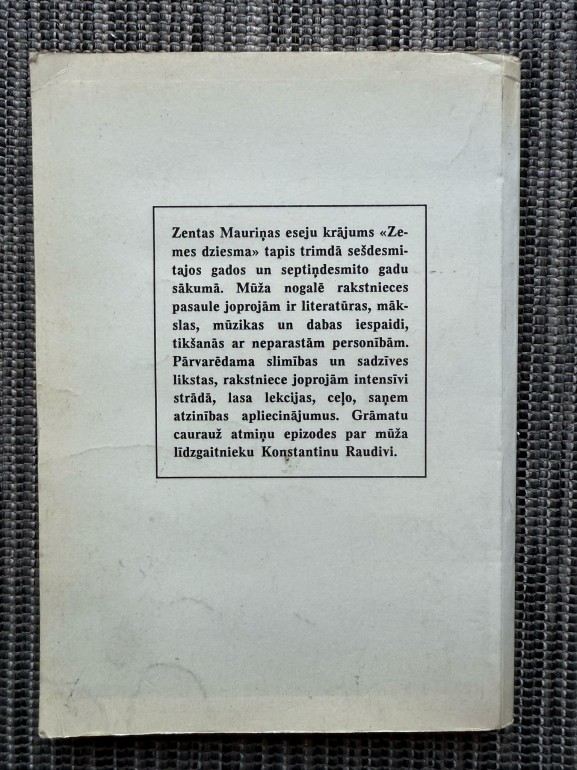 Zentas Mauriņas eseju krājums «Ze-
mes dziesma» tapis trimdā sešdesmi-
tajos gados un septiņdesmito gadu
sākumā. Mūža nogalē rakstnieces
pasaule joprojām ir literatūras, māk-
slas, mūzikas un dabas iespaidi,
tikšanās ar neparastām personībām.
Pārvarēdama slimības un sadzīves
likstas, rakstniece joprojām intensīvi
strādā, lasa lekcijas, ceļo, saņem
atzinības apliecinājumus. Grāmatu
caurauž atmiņu epizodes par mūža
līdzgaitnieku Konstantinu Raudivi.